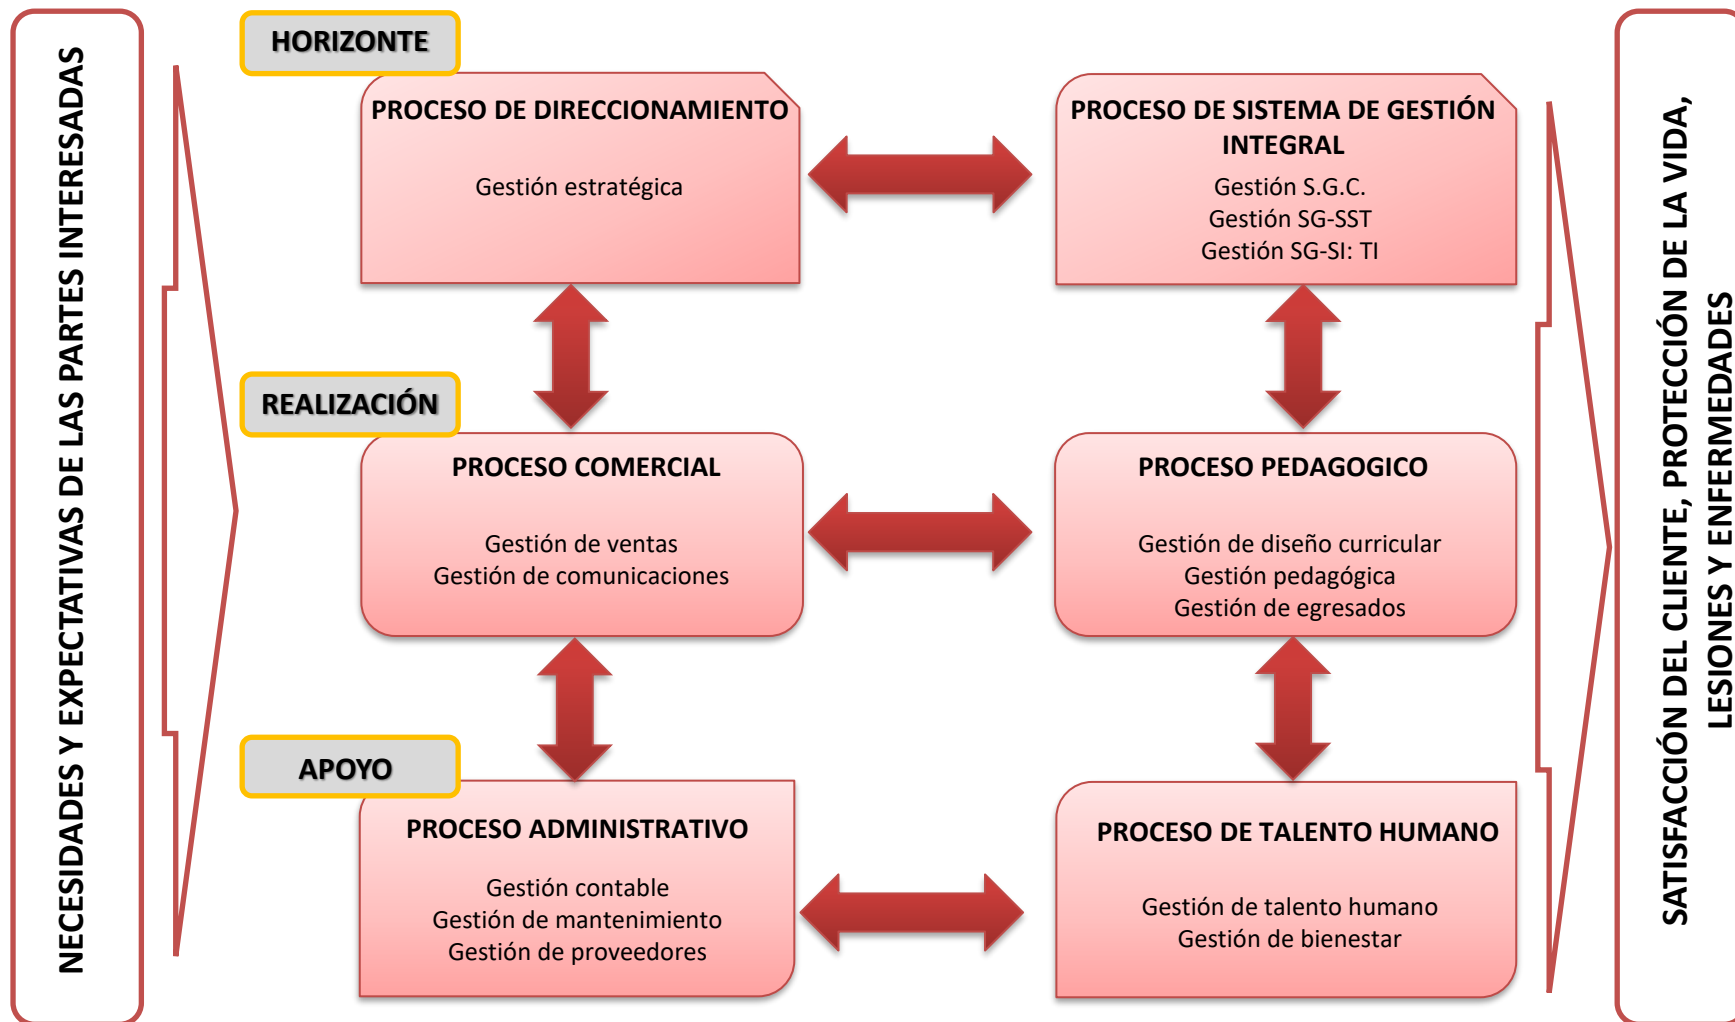 NECESIDADES Y EXPECTATIVAS DE LAS PARTES INTERESADAS
HORIZONTE
PROCESO DE DIRECCIONAMIENTO
Gestión estratégica
PROCESO DE SISTEMA DE GESTIÓN
INTEGRAL
Gestión S.G.C.
Gestión SG-SST
Gestión SG-SI: TI
REALIZACIÓN
PROCESO COMERCIAL
Gestión de ventas
Gestión de comunicaciones
PROCESO PEDAGOGICO
Gestión de diseño curricular
Gestión pedagógica
Gestión de egresados
APOYO
PROCESO ADMINISTRATIVO
Gestión contable
Gestión de mantenimiento
Gestión de proveedores
PROCESO DE TALENTO HUMANO
Gestión de talento humano
Gestión de bienestar
SATISFACCIÓN DEL CLIENTE, PROTECCIÓN DE LA VIDA,
LESIONES Y ENFERMEDADES